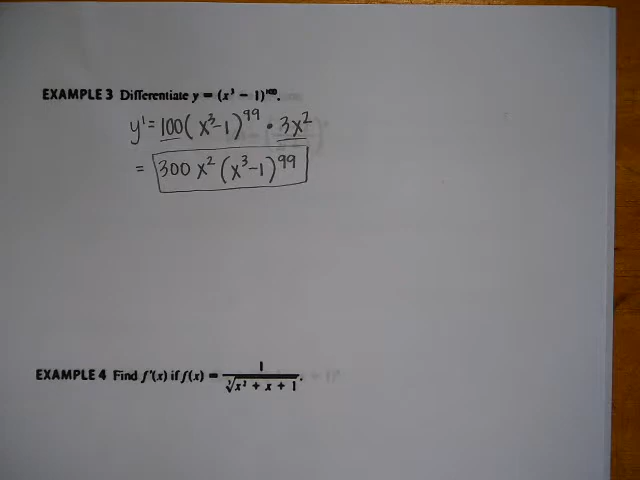 EXAMPLE 3 Differentiate y = (x³ − 1)¹⁰⁰.
y' = 100(x³-1)⁹⁹ • 3x²
= 300x²(x³-1)⁹⁹
EXAMPLE 4 Find f'(x) if f(x) = 1/∛(x² + x + 1).